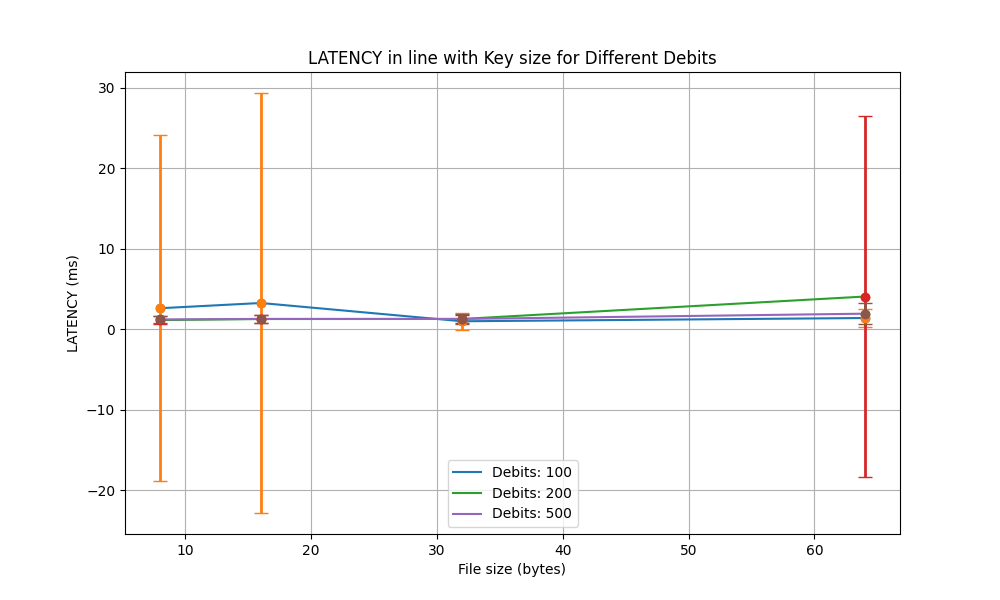 LATENCY in line with Key size for Different Debits
30
20
10
0
−10
−20
LATENCY (ms)
Debits: 100
Debits: 200
Debits: 500
10
20
30
40
50
60
File size (bytes)